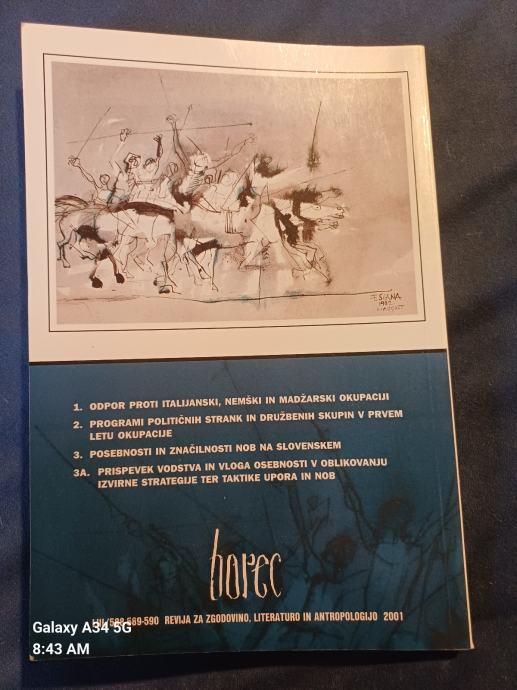 1982
1. ODPOR PROTI ITALIJANSKI, NEMŠKI IN MADŽARSKI OKUPACIJI
2. PROGRAMI POLITIČNIH STRANK IN DRUŽBENIH SKUPIN V PRVEM
LETU OKUPACIJE
3. POSEBNOSTI IN ZNAČILNOSTI NOB NA SLOVENSKEM
3A. PRISPEVEK VODSTVA IN VLOGA OSEBNOSTI V OBLIKOVANJU
IZVIRNE STRATEGIJE TER TAKTIKE UPORA IN NOB
borec
LIII/588-589-590 REVIJA ZA ZGODOVINO, LITERATURO IN ANTROPOLOGIJO 2001
Galaxy A34 5G
8:43 AM